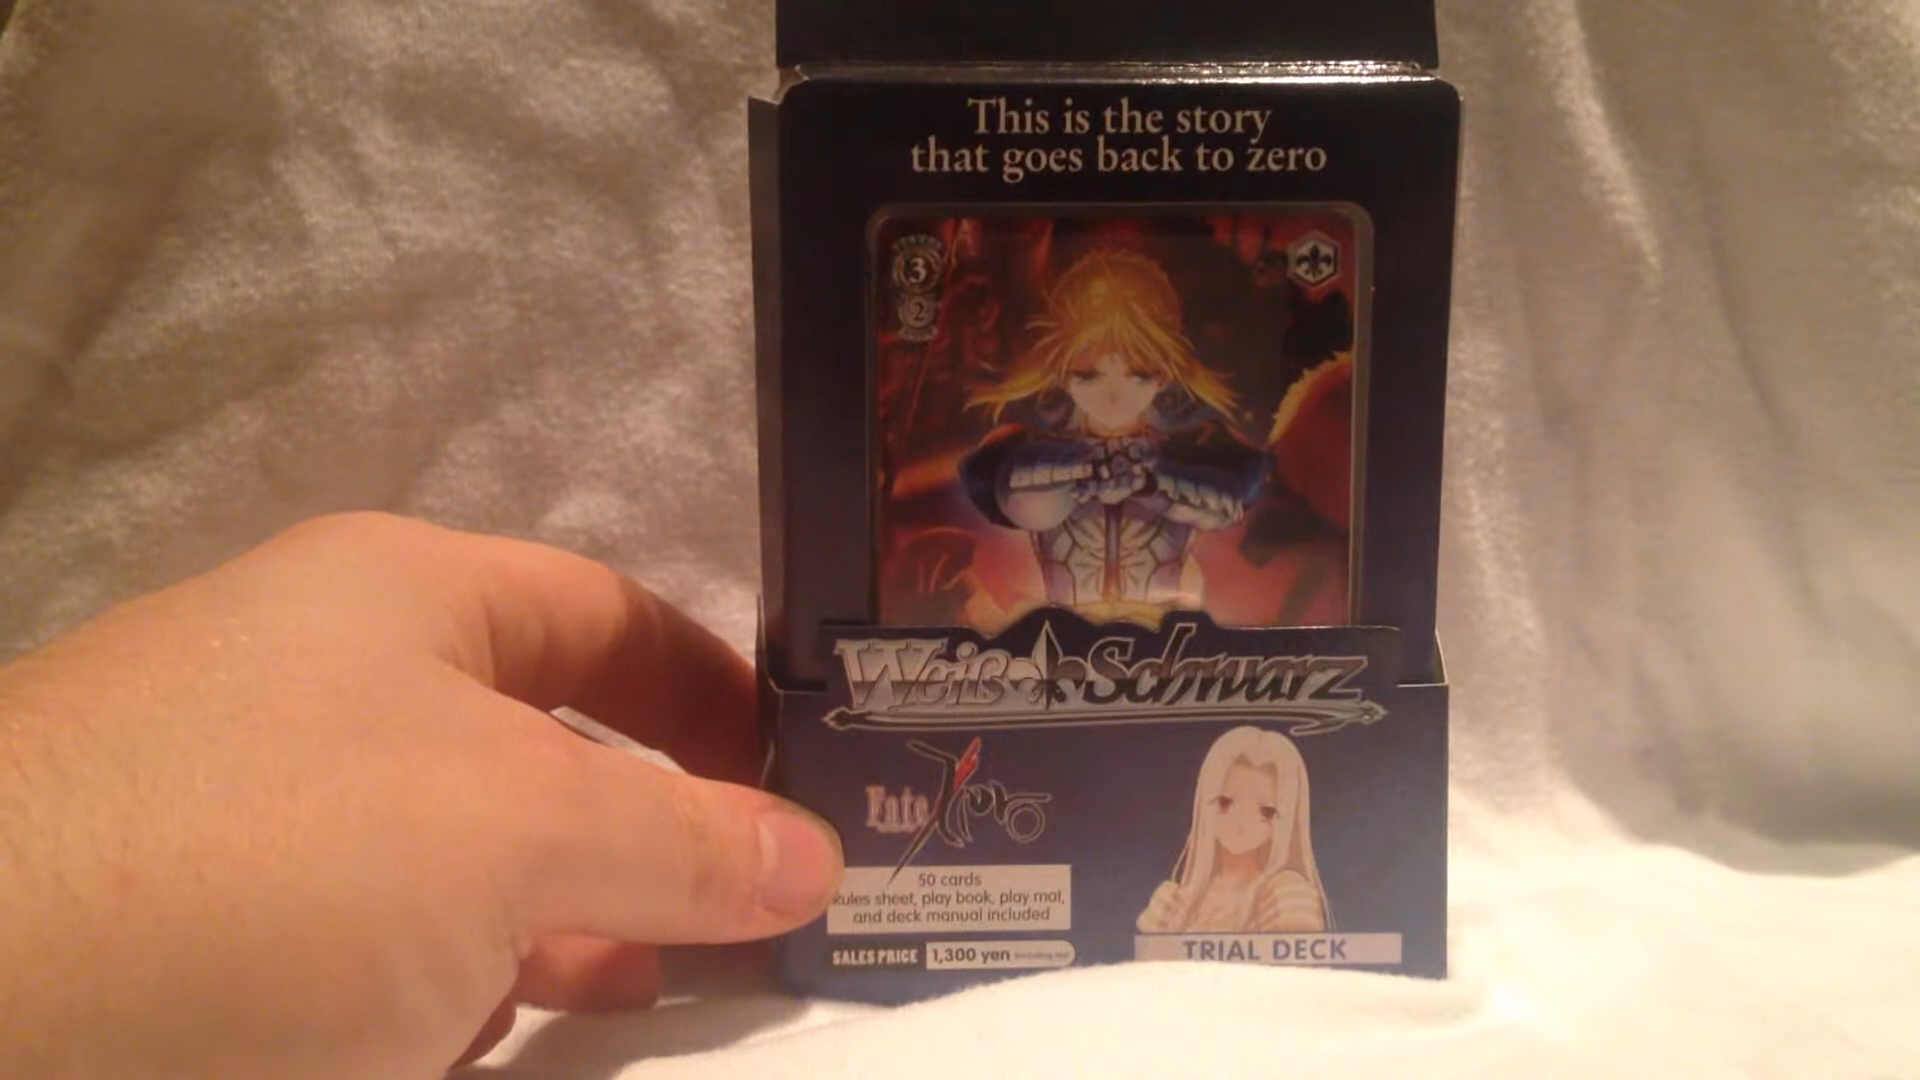 This is the story
that goes back to zero
3
2
Weiß Schwarz
Fate
Zero
50 cards
Rules sheet, play book, play mat,
and deck manual included
SALES PRICE 1,300 yen
TRIAL DECK